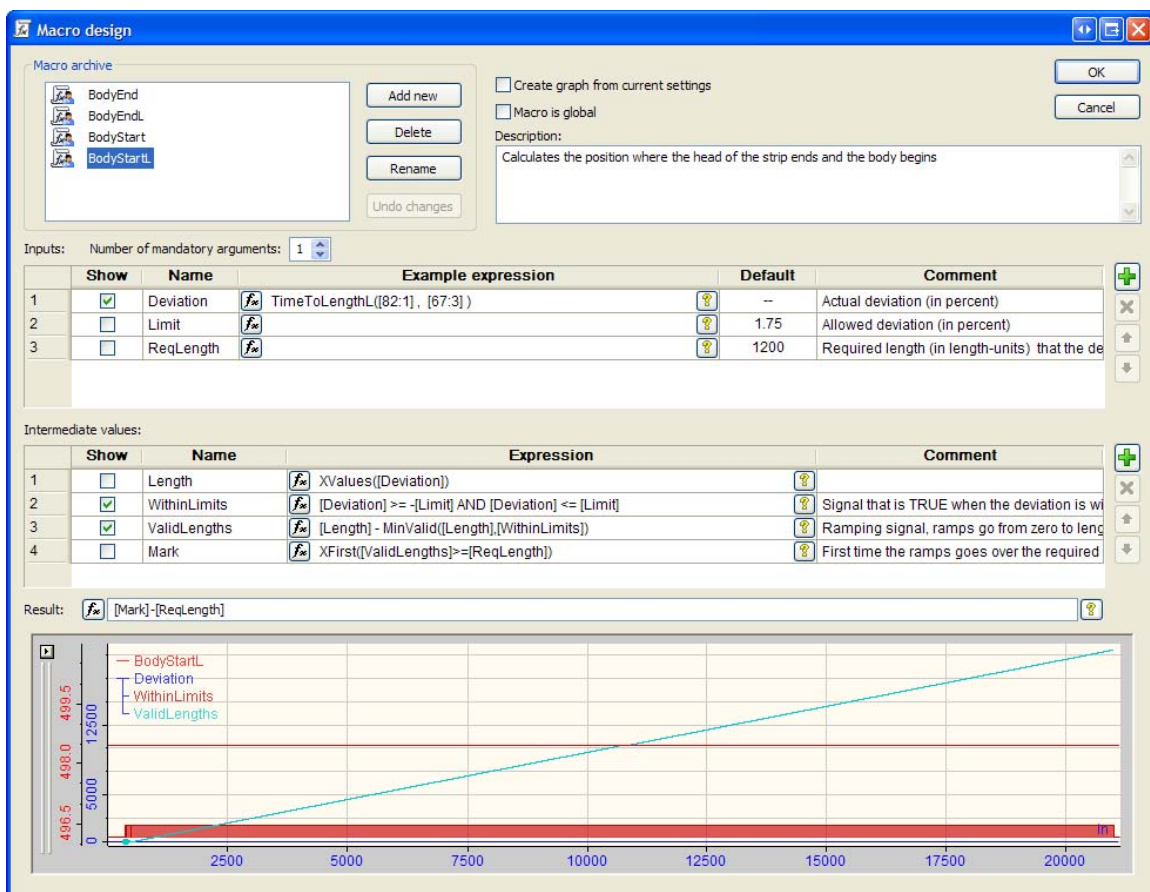 Macro design
Macro archive
BodyEnd
BodyEndL
BodyStart
BodyStartL
Add new
Delete
Rename
Undo changes
Create graph from current settings
Macro is global
Description:
Calculates the position where the head of the strip ends and the body begins
OK
Cancel
Inputs: Number of mandatory arguments: 1
Show Name Example expression Default Comment
1 Deviation fx TimeToLengthL([82:1] , [67:3] ) ? -- Actual deviation (in percent)
2 Limit fx ? 1.75 Allowed deviation (in percent)
3 ReqLength fx ? 1200 Required length (in length-units) that the de
Intermediate values:
Show Name Expression Comment
1 Length fx XValues([Deviation]) ?
2 WithinLimits fx [Deviation] >= -[Limit] AND [Deviation] <= [Limit] ? Signal that is TRUE when the deviation is wi
3 ValidLengths fx [Length] - MinValid([Length],[WithinLimits]) ? Ramping signal, ramps go from zero to leng
4 Mark fx XFirst([ValidLengths]>=[ReqLength]) ? First time the ramps goes over the required
Result: fx [Mark]-[ReqLength] ?
BodyStartL
Deviation
WithinLimits
ValidLengths
499.5
498.0
496.5
12500
5000
0
in
2500 5000 7500 10000 12500 15000 17500 20000